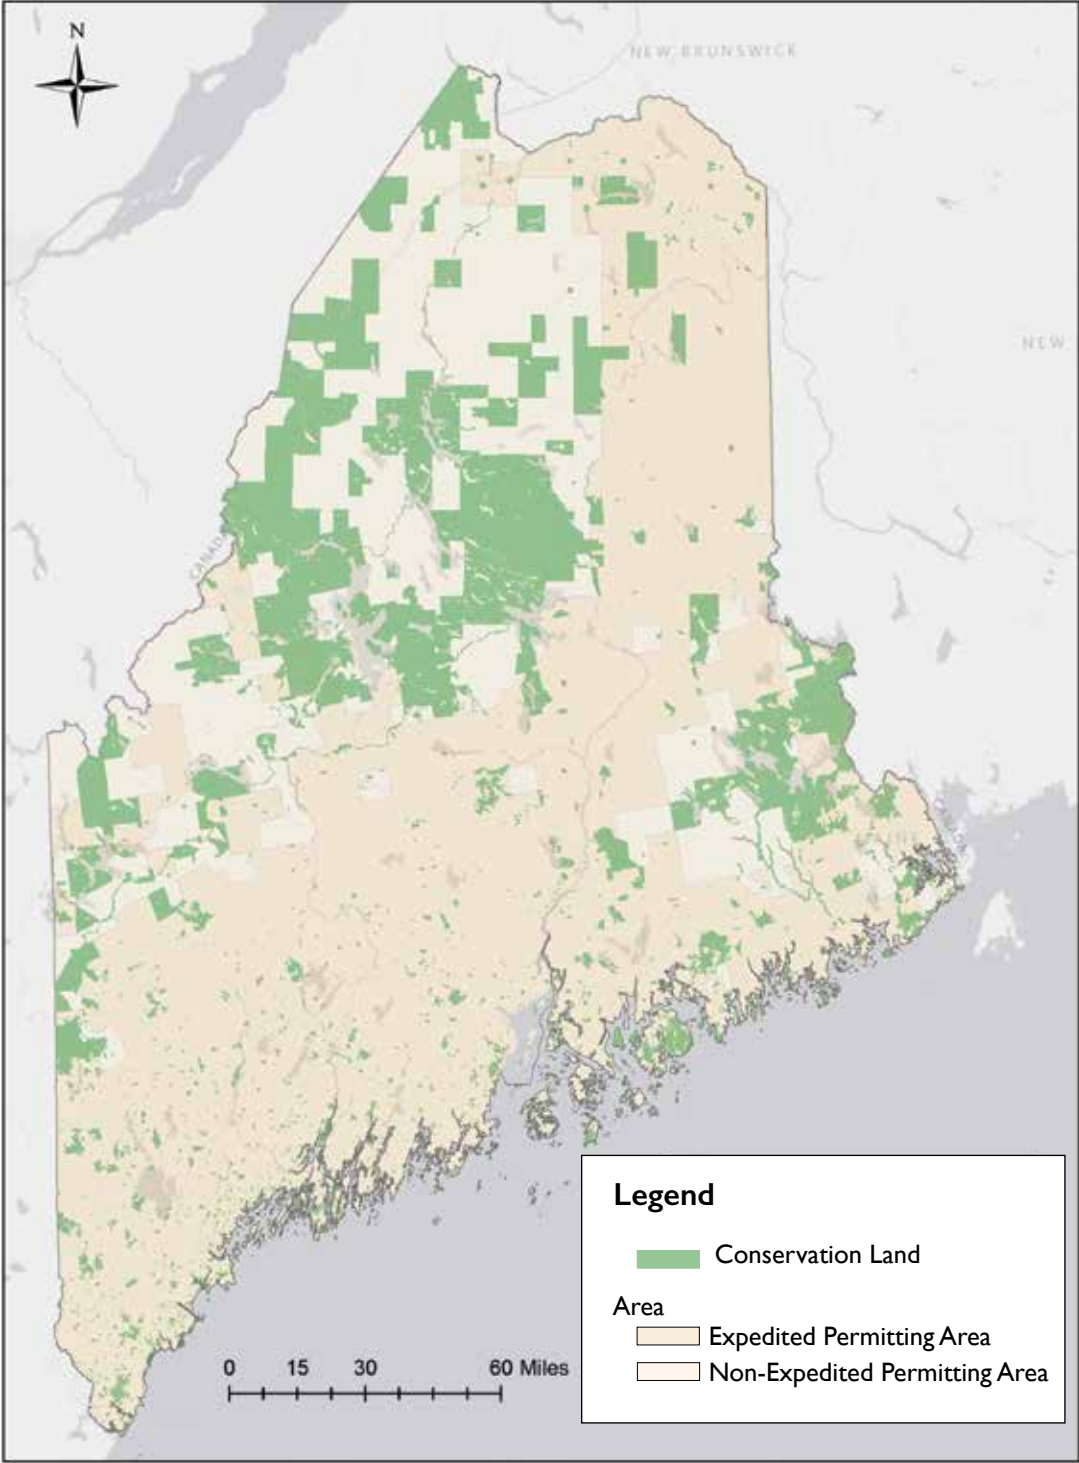 N
NEW BRUNSWICK
NEW
CANADA
MAINE
Legend
Conservation Land
Area
Expedited Permitting Area
Non-Expedited Permitting Area
0 15 30 60 Miles